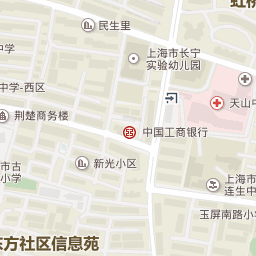 虹桥
民生里
中学
上海市长宁
实验幼儿园
中学-西区
天山中
荆楚商务楼
中国工商银行
市古
小学
新光小区
上海市
连生中
玉屏南路小学
东方社区信息苑